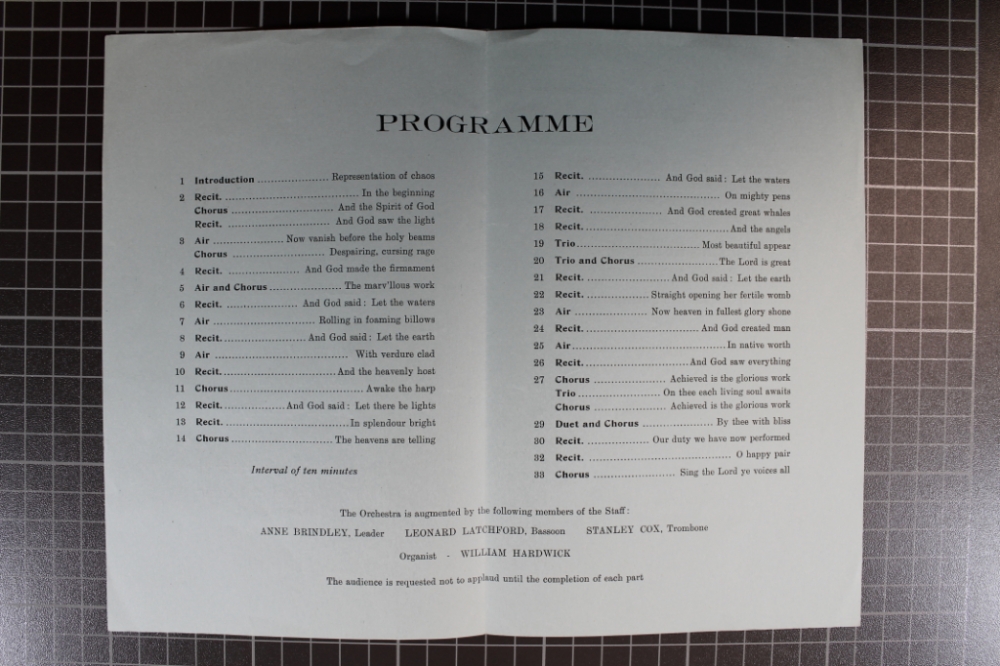 PROGRAMME
1 Introduction .................... Representation of chaos
2 Recit. .................... In the beginning
Chorus .................... And the Spirit of God
Recit. .................... And God saw the light
3 Air .................... Now vanish before the holy beams
Chorus .................... Despairing, cursing rage
4 Recit. .................... And God made the firmament
5 Air and Chorus .................... The marv'llous work
6 Recit. .................... And God said: Let the waters
7 Air .................... Rolling in foaming billows
8 Recit. .................... And God said: Let the earth
9 Air .................... With verdure clad
10 Recit. .................... And the heavenly host
11 Chorus .................... Awake the harp
12 Recit. .................... And God said: Let there be lights
13 Recit. .................... In splendour bright
14 Chorus .................... The heavens are telling
Interval of ten minutes
15 Recit. .................... And God said: Let the waters
16 Air .................... On mighty pens
17 Recit. .................... And God created great whales
18 Recit. .................... And the angels
19 Trio .................... Most beautiful appear
20 Trio and Chorus .................... The Lord is great
21 Recit. .................... And God said: Let the earth
22 Recit. .................... Straight opening her fertile womb
23 Air .................... Now heaven in fullest glory shone
24 Recit. .................... And God created man
25 Air .................... In native worth
26 Recit. .................... And God saw everything
27 Chorus .................... Achieved is the glorious work
Trio .................... On thee each living soul awaits
Chorus .................... Achieved is the glorious work
29 Duet and Chorus .................... By thee with bliss
30 Recit. .................... Our duty we have now performed
32 Recit. .................... O happy pair
33 Chorus .................... Sing the Lord ye voices all
The Orchestra is augmented by the following members of the Staff:
ANNE BRINDLEY, Leader LEONARD LATCHFORD, Bassoon STANLEY COX, Trombone
Organist - WILLIAM HARDWICK
The audience is requested not to applaud until the completion of each part